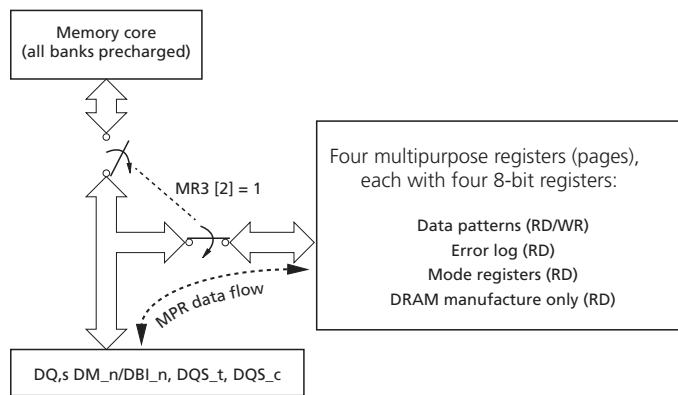 Memory core
(all banks precharged)
MR3 [2] = 1
MPR data flow
Four multipurpose registers (pages),
each with four 8-bit registers:
Data patterns (RD/WR)
Error log (RD)
Mode registers (RD)
DRAM manufacture only (RD)
DQ,s DM_n/DBI_n, DQS_t, DQS_c